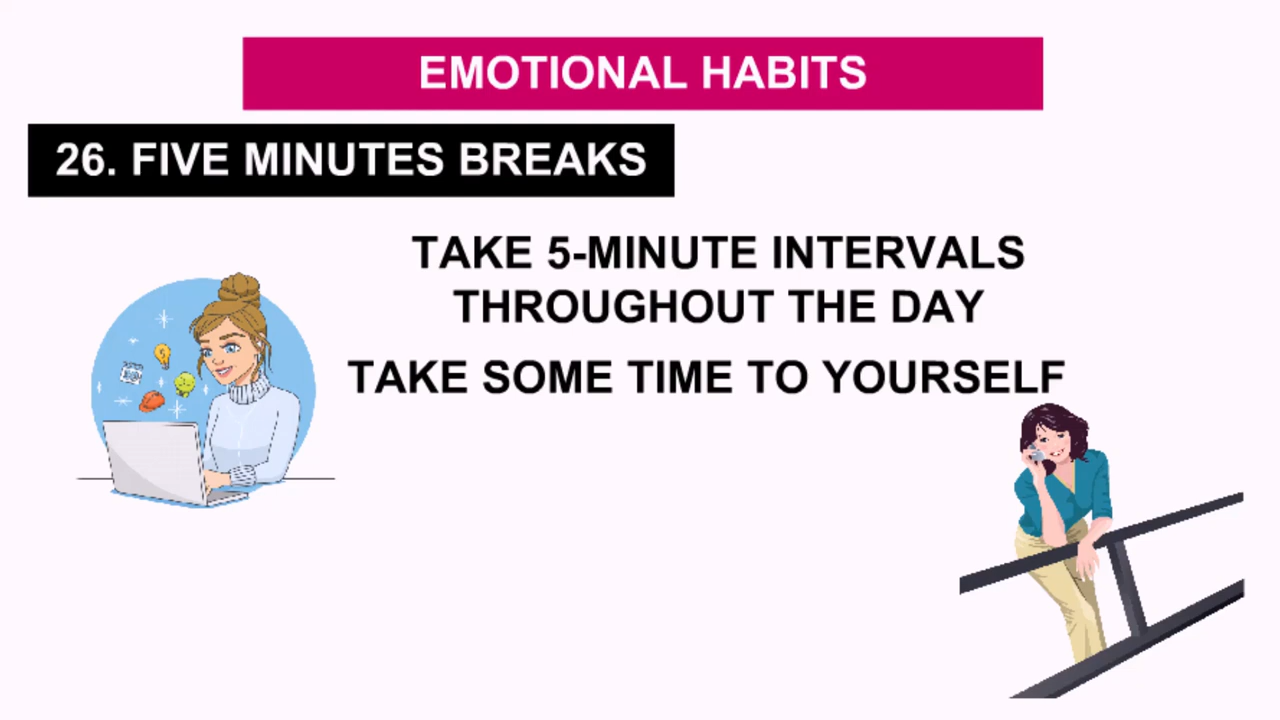 EMOTIONAL HABITS
26. FIVE MINUTES BREAKS
TAKE 5-MINUTE INTERVALS
THROUGHOUT THE DAY
TAKE SOME TIME TO YOURSELF